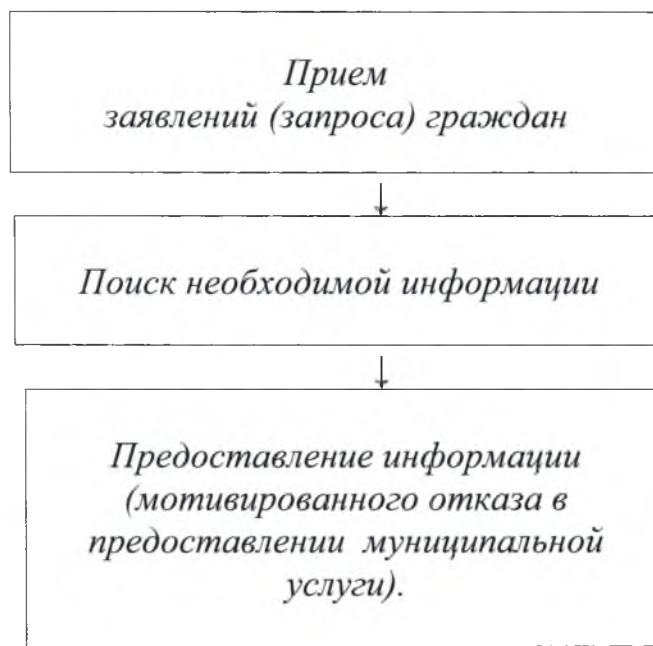 Прием
заявлений (запроса) граждан
Поиск необходимой информации
Предоставление информации
(мотивированного отказа в
предоставлении муниципальной
услуги).